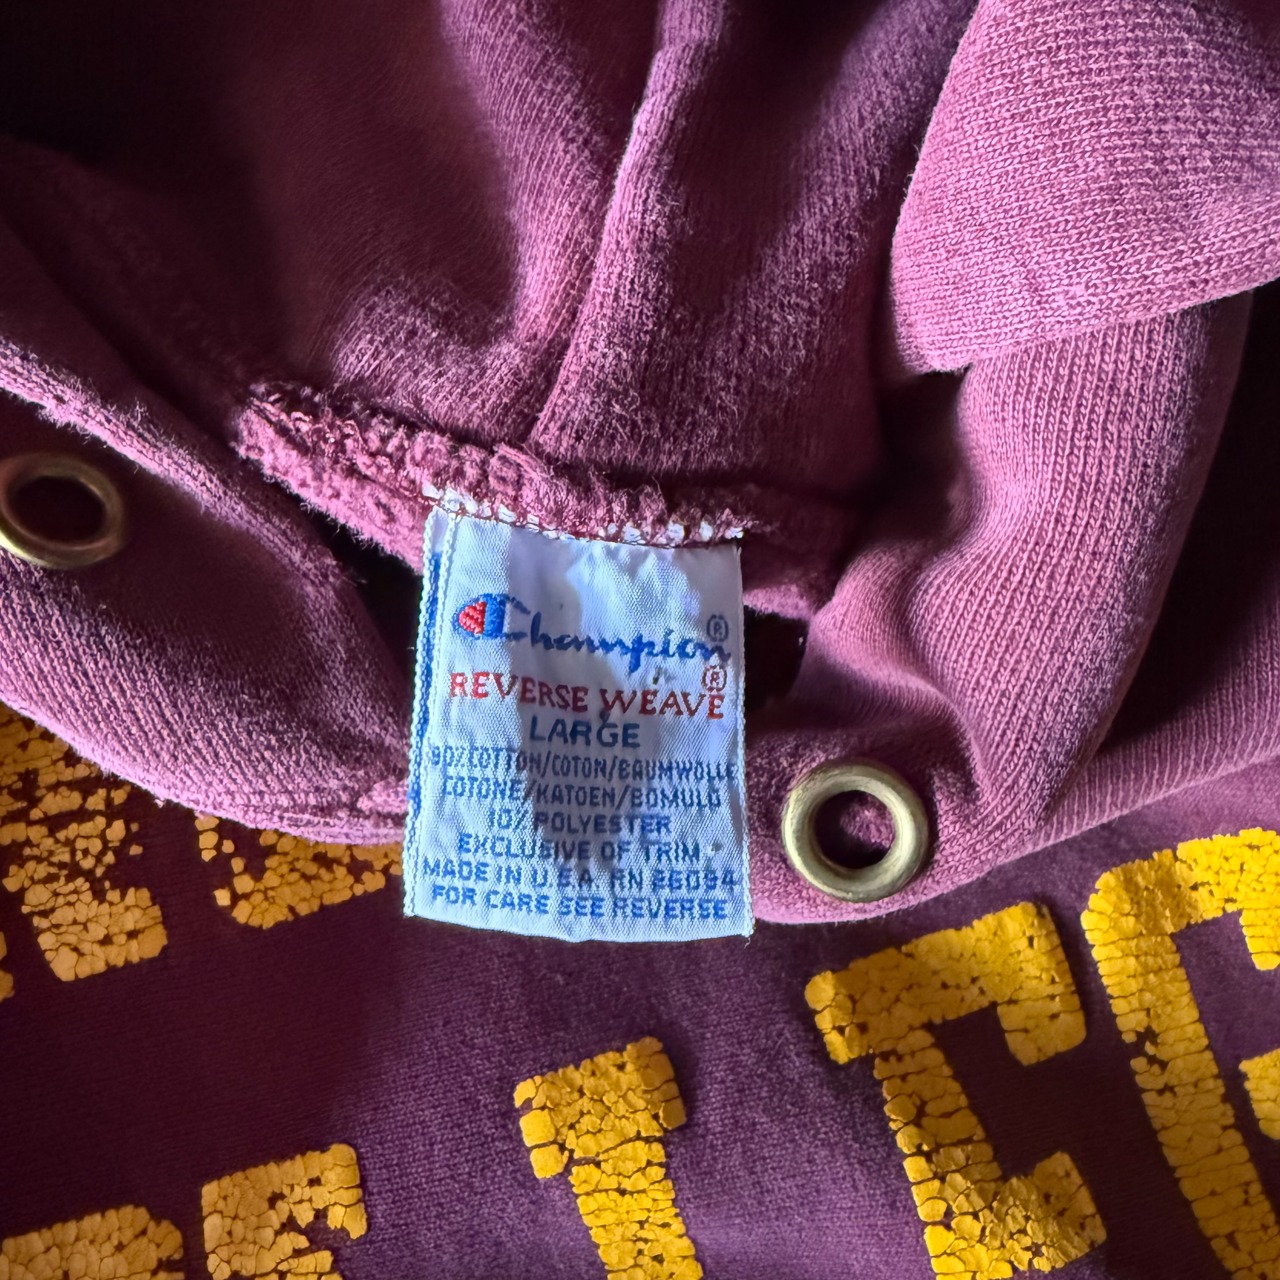 Champion®
REVERSE WEAVE®
LARGE
90% COTTON/COTON/BAUMWOLLE
COTONE/KATOEN/BOMULD
10% POLYESTER
EXCLUSIVE OF TRIM
MADE IN U.S.A. RN 26094
FOR CARE SEE REVERSE